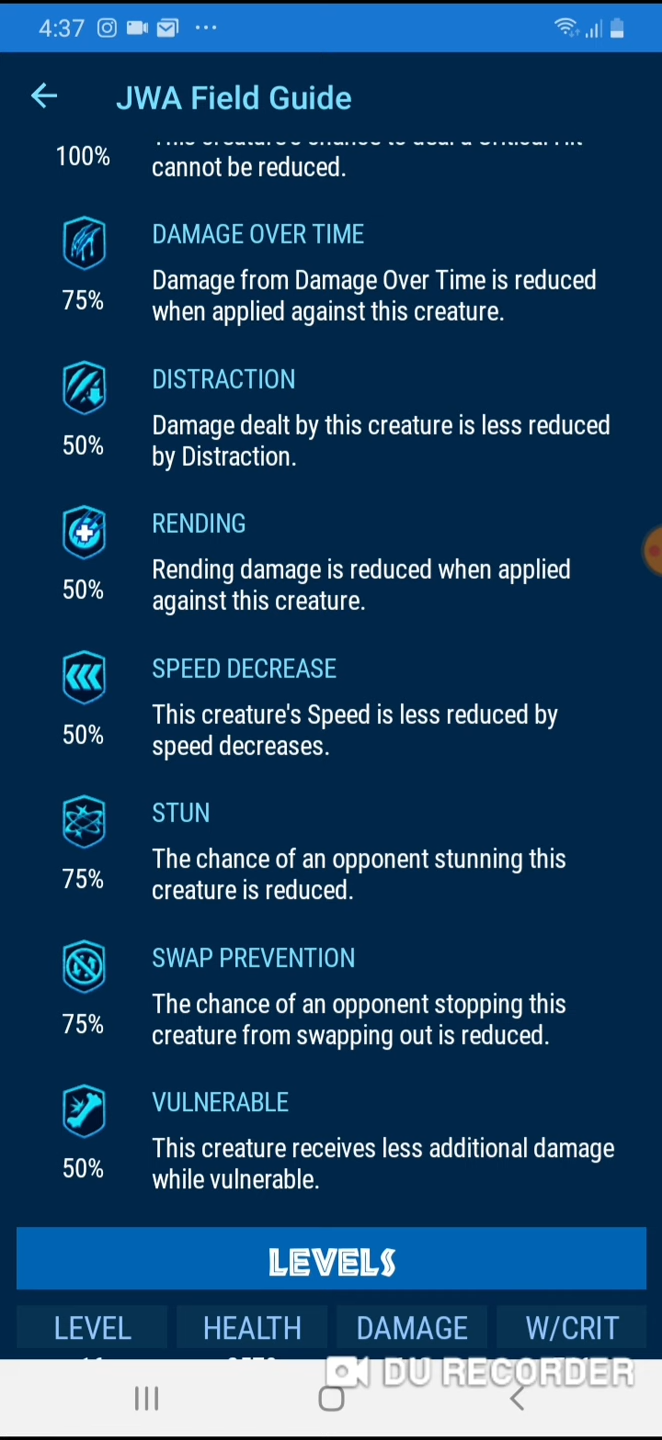 4:37
JWA Field Guide
100%
cannot be reduced.
DAMAGE OVER TIME
75%
Damage from Damage Over Time is reduced
when applied against this creature.
DISTRACTION
50%
Damage dealt by this creature is less reduced
by Distraction.
RENDING
50%
Rending damage is reduced when applied
against this creature.
SPEED DECREASE
50%
This creature's Speed is less reduced by
speed decreases.
STUN
75%
The chance of an opponent stunning this
creature is reduced.
SWAP PREVENTION
75%
The chance of an opponent stopping this
creature from swapping out is reduced.
VULNERABLE
50%
This creature receives less additional damage
while vulnerable.
LEVELS
LEVEL HEALTH DAMAGE W/CRIT
DU RECORDER